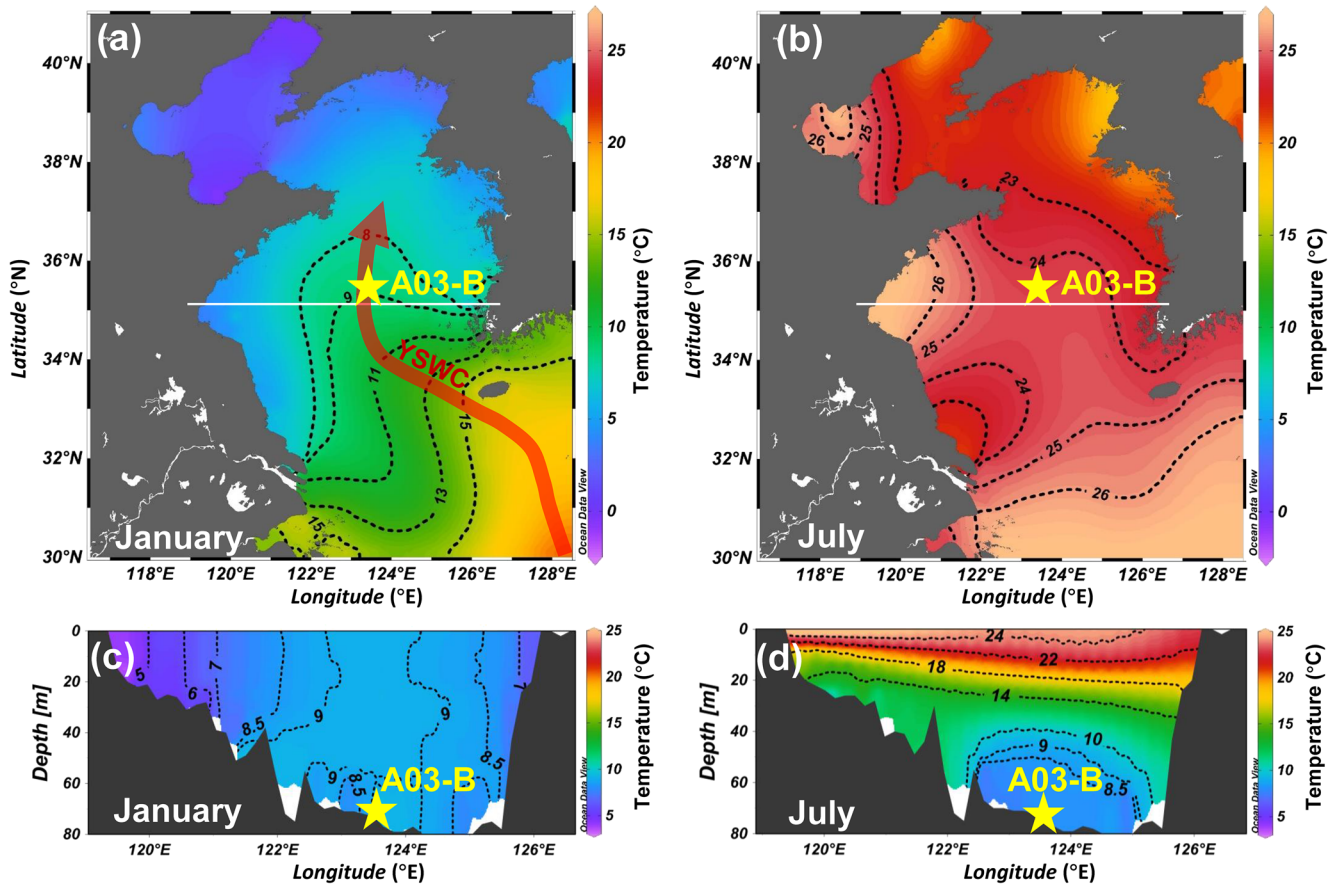 (a)
40°N
38°N
36°N
34°N
32°N
30°N
Latitude (°N)
8
9
A03-B
YSWC
11
15
13
15
January
Ocean Data View
118°E 120°E 122°E 124°E 126°E 128°E
Longitude (°E)
25
20
15
10
5
0
Temperature (°C)
(b)
40°N
38°N
36°N
34°N
32°N
30°N
Latitude (°N)
26
25
23
24
26
A03-B
25
24
25
26
July
Ocean Data View
118°E 120°E 122°E 124°E 126°E 128°E
Longitude (°E)
25
20
15
10
5
0
Temperature (°C)
(c)
0
20
40
60
80
Depth [m]
5
6
7
8.5
9
9
7
9
8.5
8.5
A03-B
January
Ocean Data View
120°E 122°E 124°E 126°E
Longitude (°E)
25
20
15
10
5
Temperature (°C)
(d)
0
20
40
60
80
Depth [m]
24
22
18
14
10
9
8.5
A03-B
July
Ocean Data View
120°E 122°E 124°E 126°E
Longitude (°E)
25
20
15
10
5
Temperature (°C)